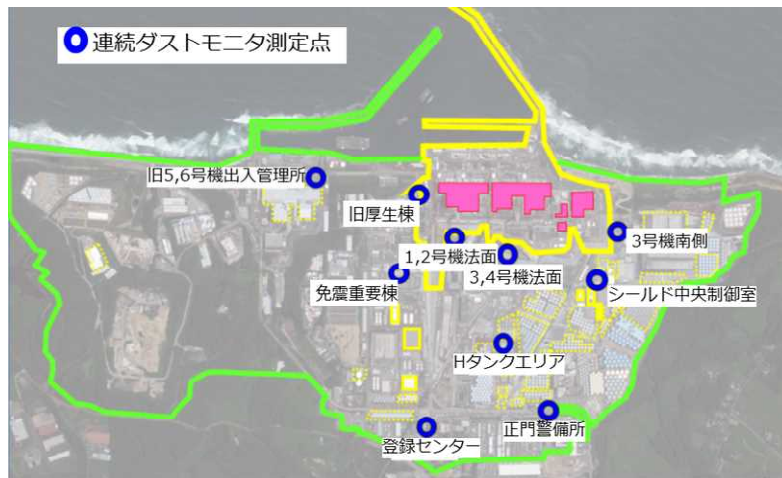 連続ダストモニタ測定点
旧5,6号機出入管理所
旧厚生棟
3号機南側
1,2号機法面
3,4号機法面
免震重要棟
シールド中央制御室
Hタンクエリア
正門警備所
登録センター